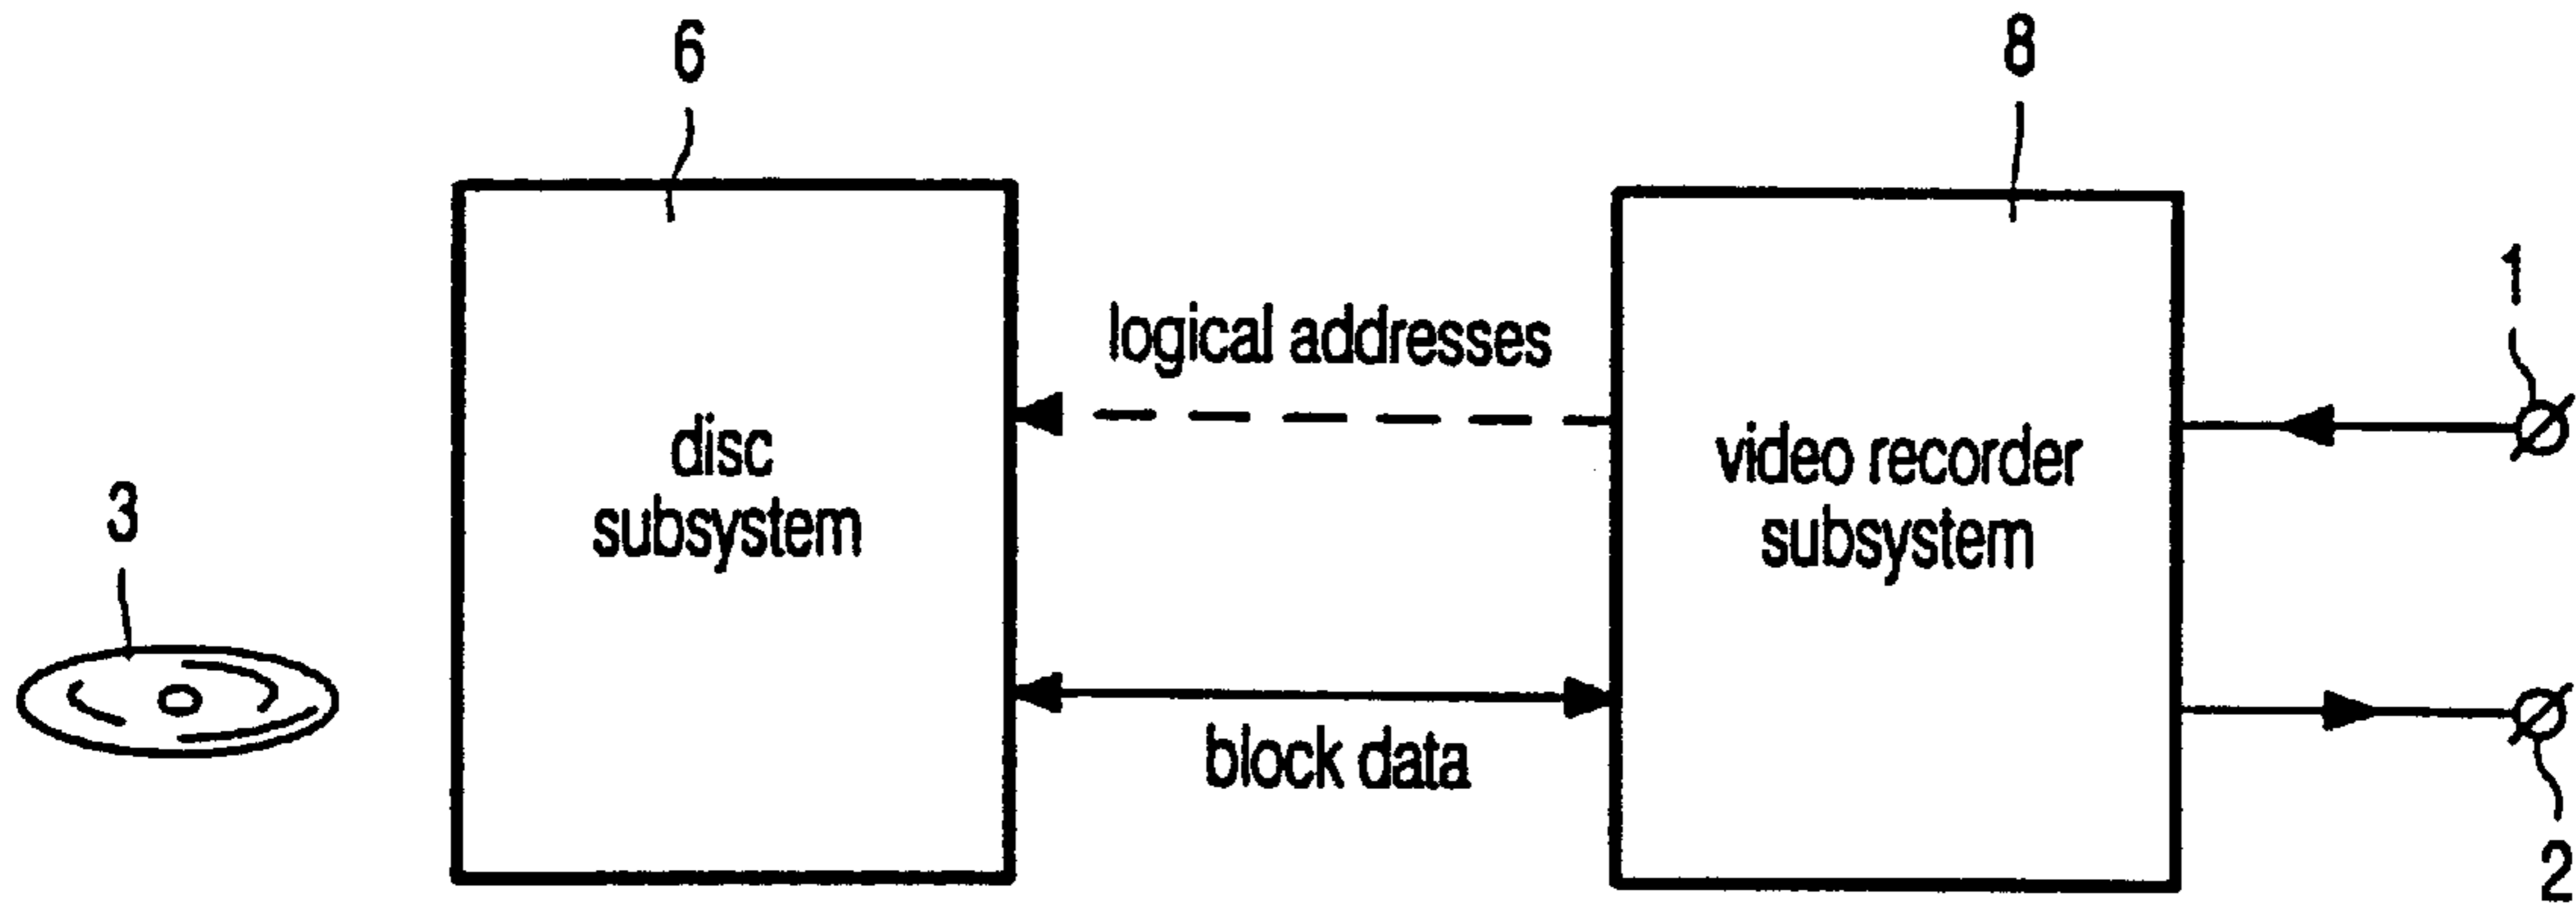 6
8
1
logical addresses
disc
subsystem
video recorder
subsystem
3
block data
2